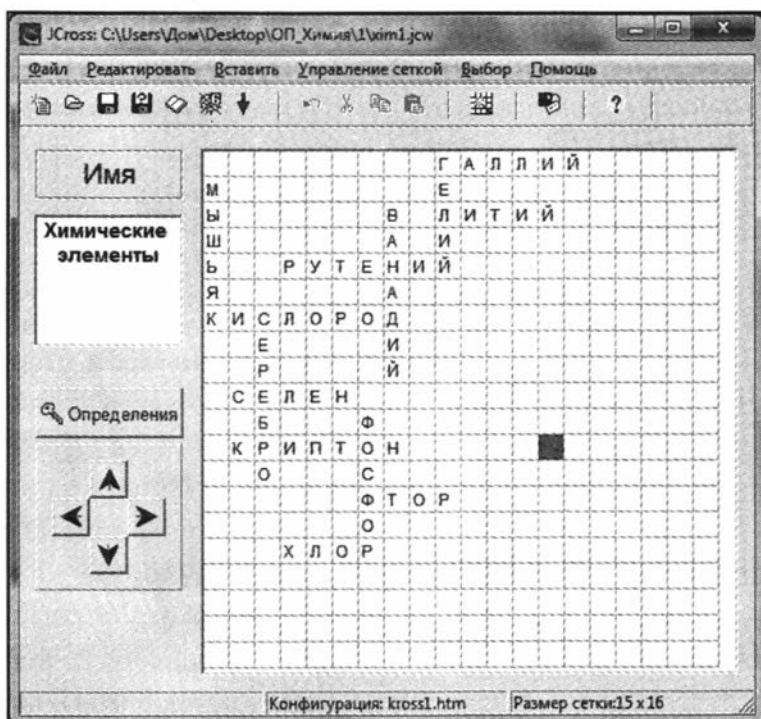 JCross: C:\Users\Дом\Desktop\ОП_Химия\1\xim1.jcw
Файл Редактировать Вставить Управление сеткой Выбор Помощь
?
Имя
Химические
элементы
Определения
Г А Л Л И Й
М Е
Ы В Л И Т И Й
Ш А И
Ь Р У Т Е Н И Й
Я А
К И С Л О Р О Д
Е И
Р Й
С Е Л Е Н
Б Ф
К Р И П Т О Н
О С
Ф Т О Р
О
Х Л О Р
Конфигурация: kross1.htm
Размер сетки:15 x 16